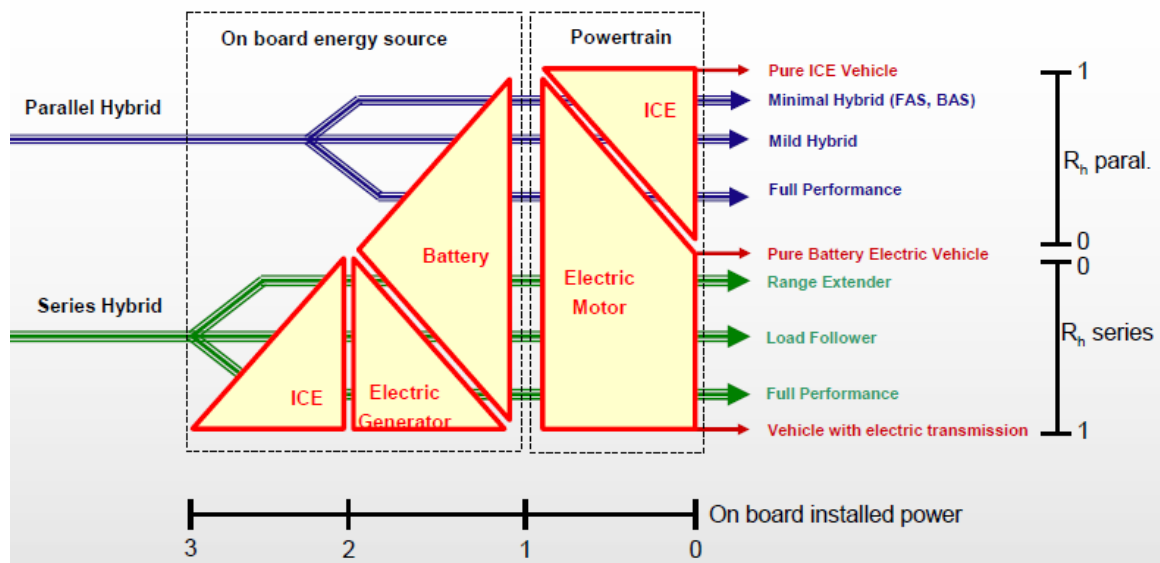 On board energy source
Powertrain
Parallel Hybrid
Series Hybrid
ICE
Battery
Electric
Motor
ICE
Electric
Generator
Pure ICE Vehicle
Minimal Hybrid (FAS, BAS)
Mild Hybrid
Full Performance
Pure Battery Electric Vehicle
Range Extender
Load Follower
Full Performance
Vehicle with electric transmission
1
Rh paral.
0
0
Rh series
1
On board installed power
3 2 1 0